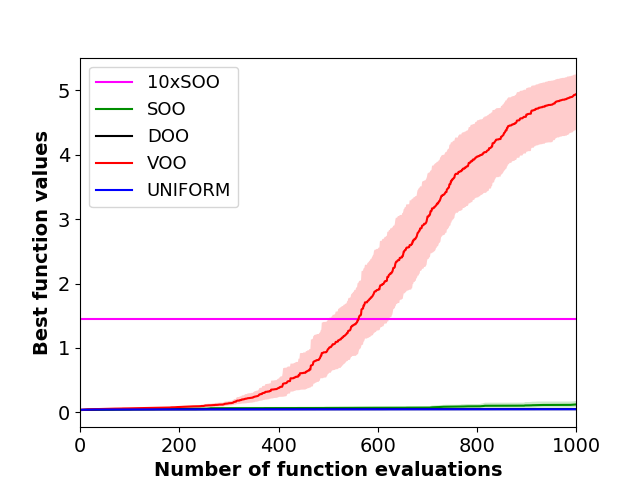 10xSOO
SOO
DOO
VOO
UNIFORM
Best function values
5
4
3
2
1
0
0 200 400 600 800 1000
Number of function evaluations